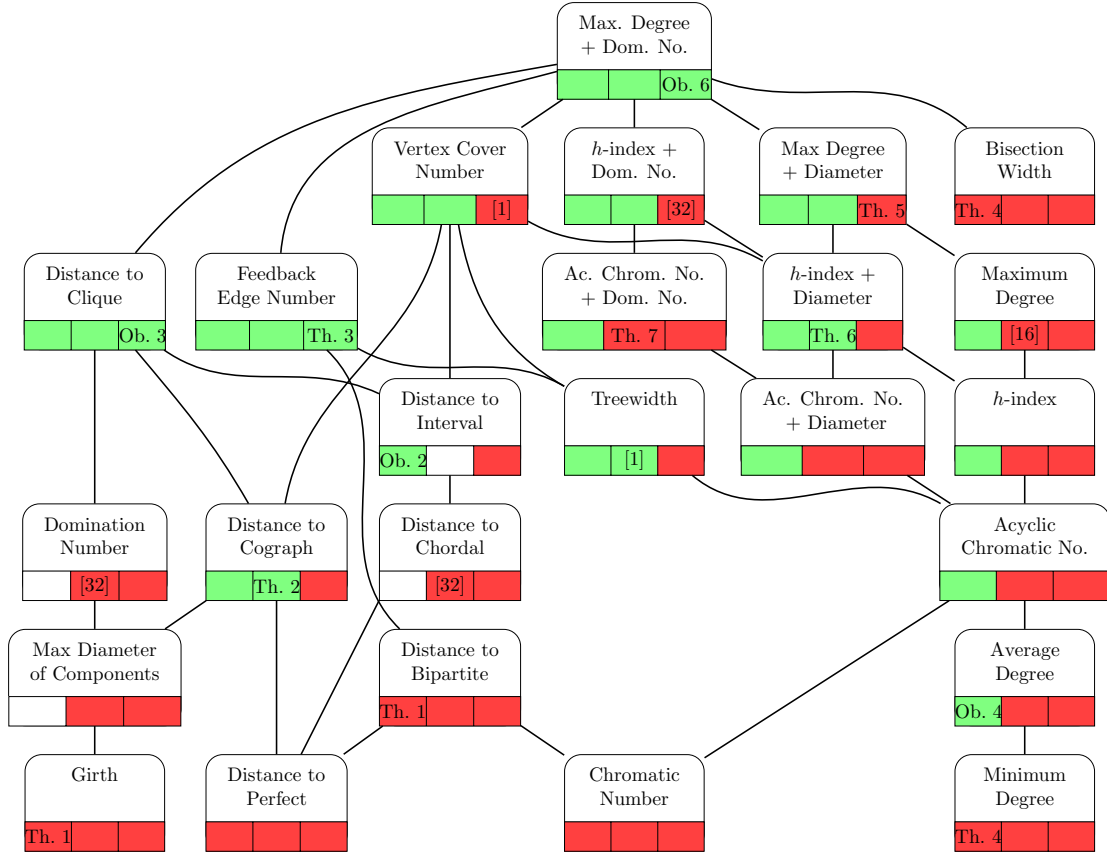 Max. Degree
+ Dom. No.
Ob. 6
Vertex Cover
Number
[1]
h-index +
Dom. No.
[32]
Max Degree
+ Diameter
Th. 5
Bisection
Width
Th. 4
Distance to
Clique
Ob. 3
Feedback
Edge Number
Th. 3
Ac. Chrom. No.
+ Dom. No.
Th. 7
h-index +
Diameter
Th. 6
Maximum
Degree
[16]
Distance to
Interval
Ob. 2
Treewidth
[1]
Ac. Chrom. No.
+ Diameter
h-index
Domination
Number
[32]
Distance to
Cograph
Th. 2
Distance to
Chordal
[32]
Acyclic
Chromatic No.
Max Diameter
of Components
Distance to
Bipartite
Th. 1
Average
Degree
Ob. 4
Girth
Th. 1
Distance to
Perfect
Chromatic
Number
Minimum
Degree
Th. 4